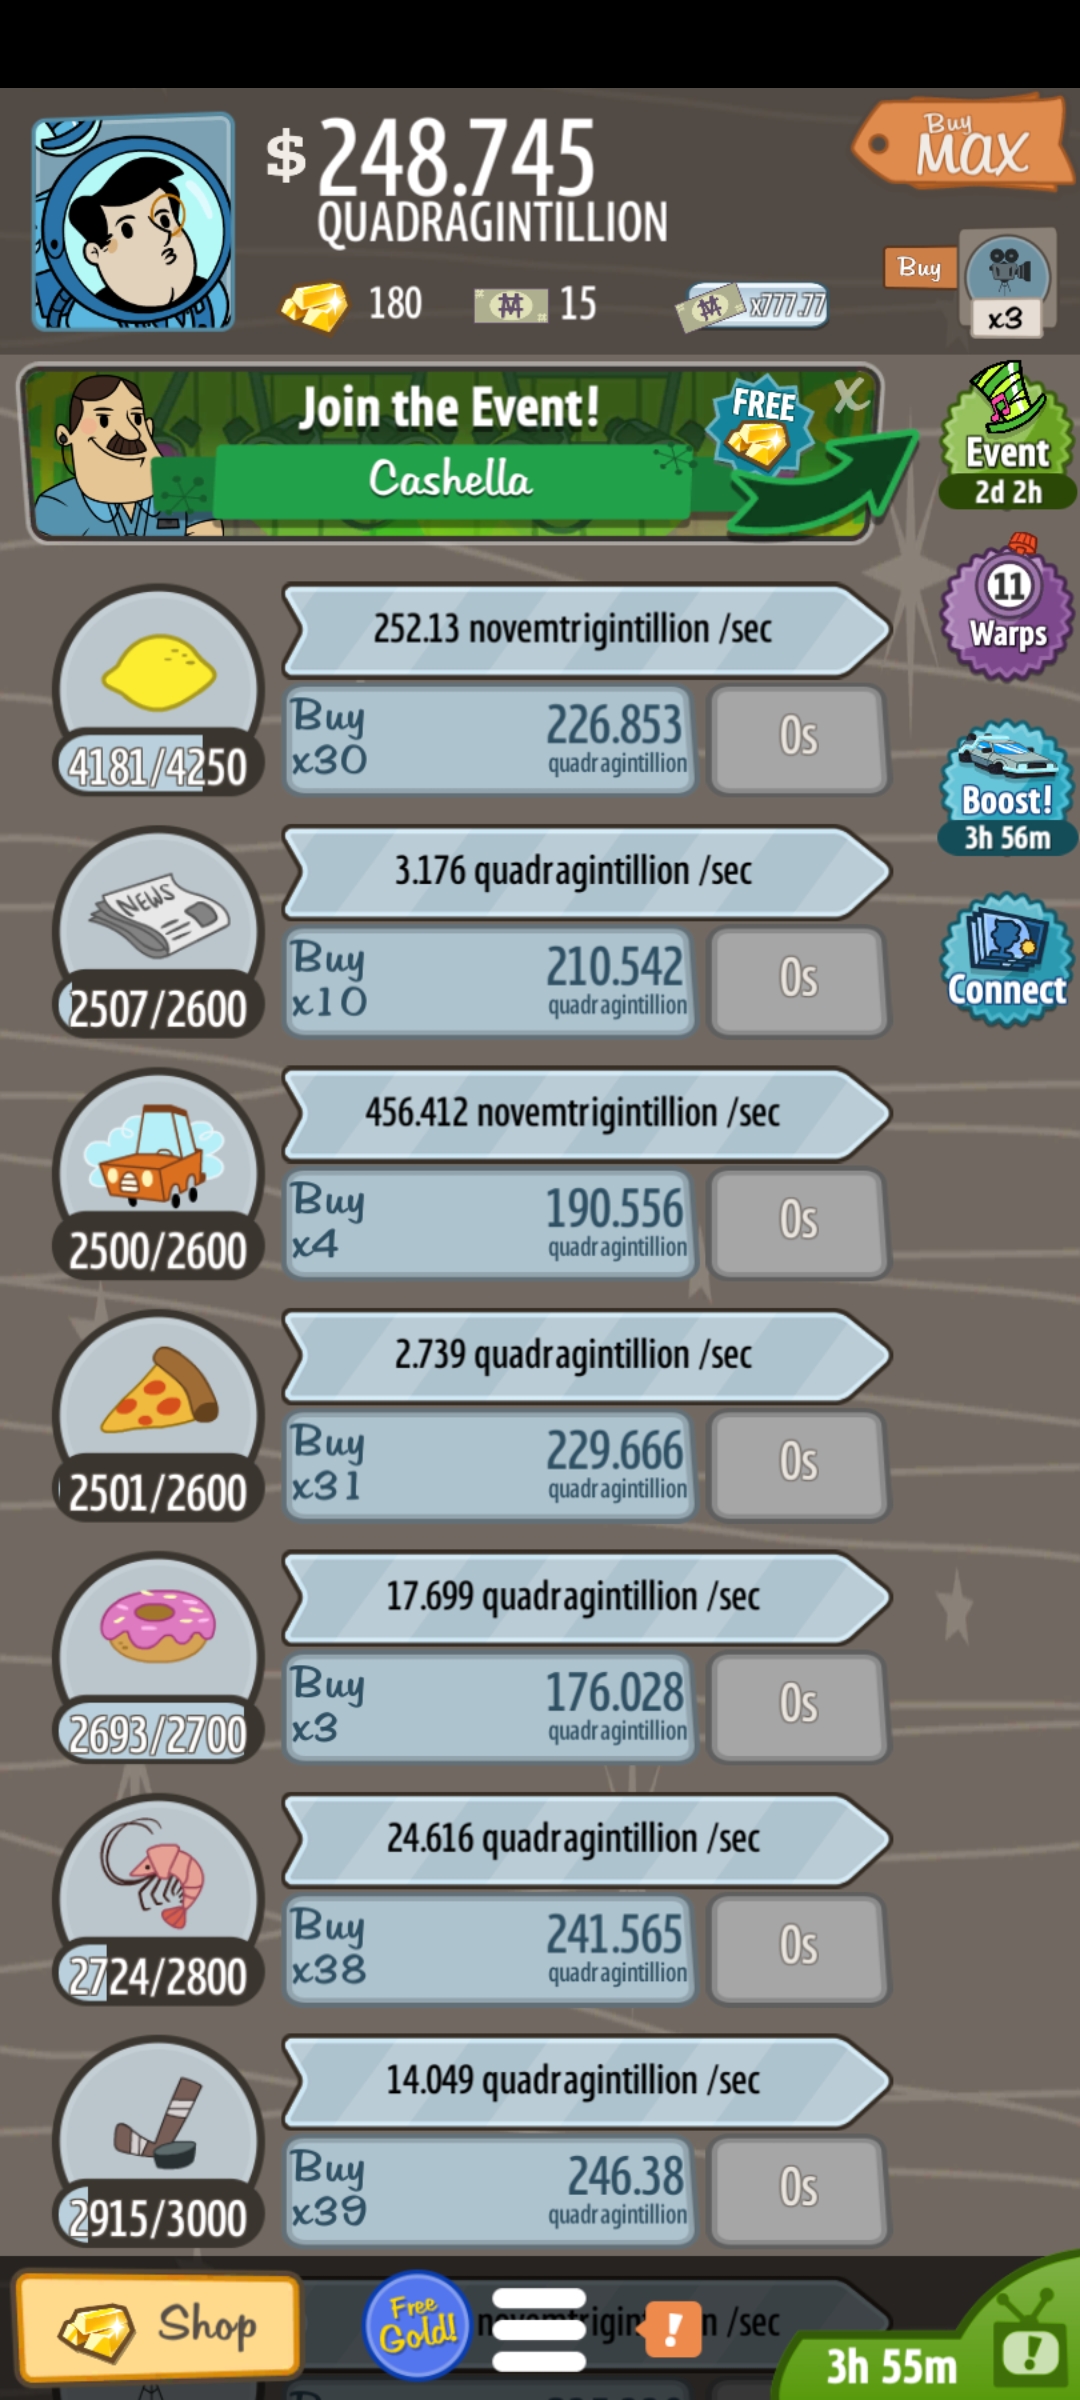 $ 248.745
QUADRAGINTILLION
Buy
MAX
180
15
x777.77
Buy
x3
Join the Event!
Cashella
FREE
X
Event
2d 2h
11
Warps
Boost!
3h 56m
Connect
252.13 novemtrigintillion /sec
4181/4250
Buy
x30
226.853
quadragintillion
0s
NEWS
3.176 quadragintillion /sec
2507/2600
Buy
x10
210.542
quadragintillion
0s
456.412 novemtrigintillion /sec
2500/2600
Buy
x4
190.556
quadragintillion
0s
2.739 quadragintillion /sec
2501/2600
Buy
x31
229.666
quadragintillion
0s
17.699 quadragintillion /sec
2693/2700
Buy
x3
176.028
quadragintillion
0s
24.616 quadragintillion /sec
2724/2800
Buy
x38
241.565
quadragintillion
0s
14.049 quadragintillion /sec
2915/3000
Buy
x39
246.38
quadragintillion
0s
Shop
Free
Gold!
/sec
!
3h 55m
!
Buy